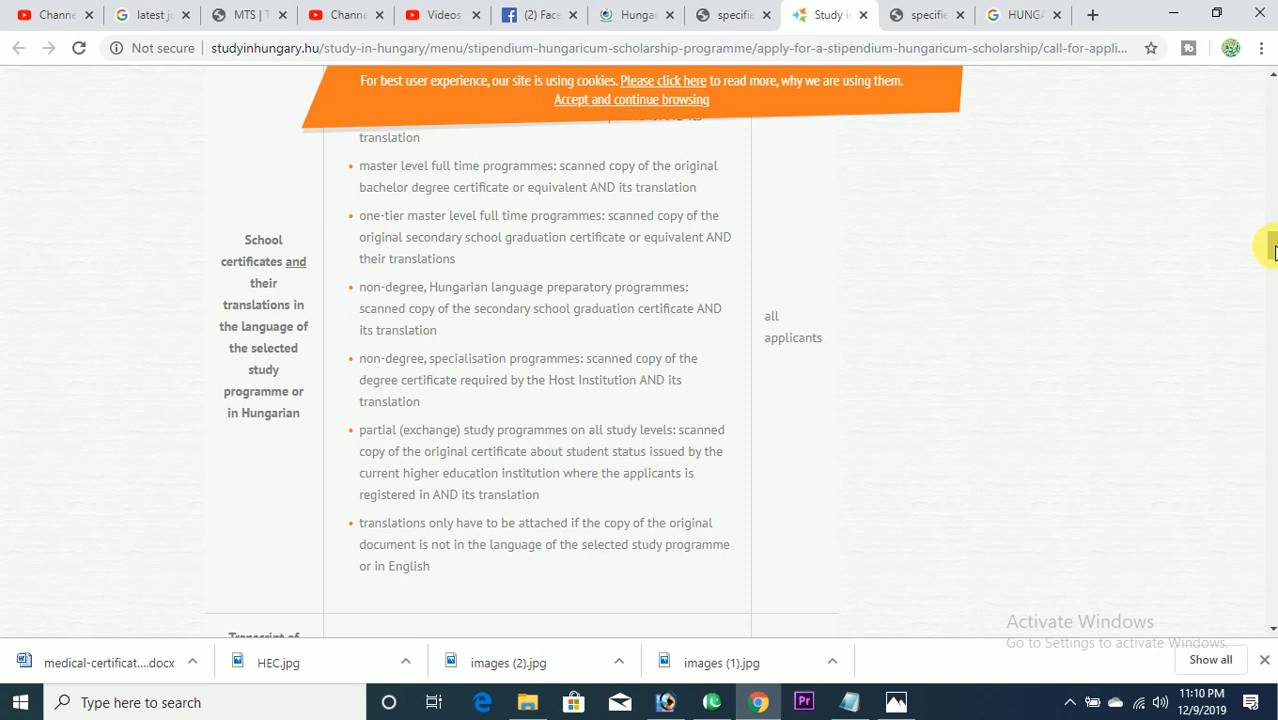 Channe
latest ju
MTS | T
Channe
Videos
(2) Face
Hungar
specifie
Study in
specifie
HUNGA
Not secure
studyinhungary.hu/study-in-hungary/menu/stipendium-hungaricum-scholarship-programme/apply-for-a-stipendium-hungaricum-scholarship/call-for-appli...
For best user experience, our site is using cookies. Please click here to read more, why we are using them.
Accept and continue browsing
translation
• master level full time programmes: scanned copy of the original
bachelor degree certificate or equivalent AND its translation
• one-tier master level full time programmes: scanned copy of the
original secondary school graduation certificate or equivalent AND
their translations
• non-degree, Hungarian language preparatory programmes:
scanned copy of the secondary school graduation certificate AND
its translation
• non-degree, specialisation programmes: scanned copy of the
degree certificate required by the Host Institution AND its
translation
• partial (exchange) study programmes on all study levels: scanned
copy of the original certificate about student status issued by the
current higher education institution where the applicants is
registered in AND its translation
• translations only have to be attached if the copy of the original
document is not in the language of the selected study programme
or in English
School
certificates and
their
translations in
the language of
the selected
study
programme or
in Hungarian
all
applicants
Transcript of
Activate Windows
Go to Settings to activate Windows.
medical-certificat....docx
HEC.jpg
images (2).jpg
images (1).jpg
Show all
Type here to search
Pr
11:10 PM
12/9/2019